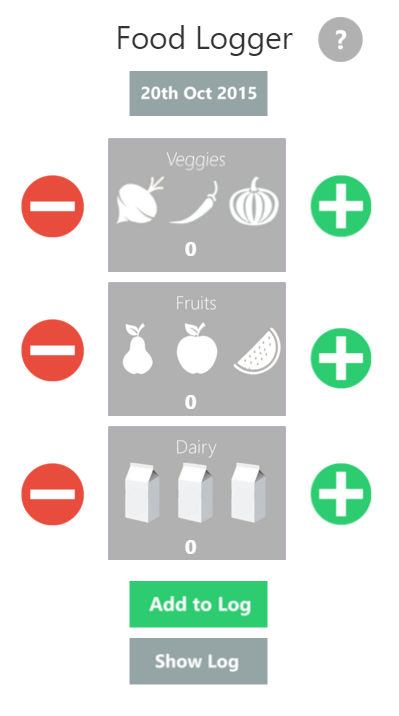 Food Logger
?
20th Oct 2015
Veggies
0
Fruits
0
Dairy
0
Add to Log
Show Log